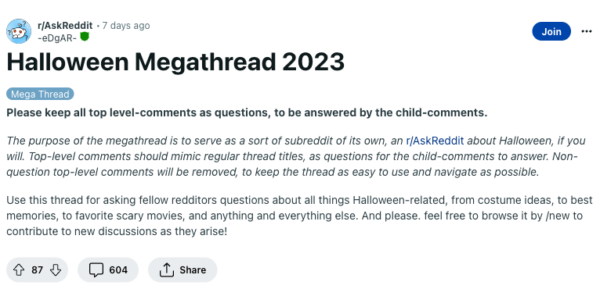 r/AskReddit • 7 days ago
-eDgAR-
Join
Halloween Megathread 2023
Mega Thread
Please keep all top level-comments as questions, to be answered by the child-comments.
The purpose of the megathread is to serve as a sort of subreddit of its own, an r/AskReddit about Halloween, if you
will. Top-level comments should mimic regular thread titles, as questions for the child-comments to answer. Non-
question top-level comments will be removed, to keep the thread as easy to use and navigate as possible.
Use this thread for asking fellow redditors questions about all things Halloween-related, from costume ideas, to best
memories, to favorite scary movies, and anything and everything else. And please. feel free to browse it by /new to
contribute to new discussions as they arise!
87
604
Share